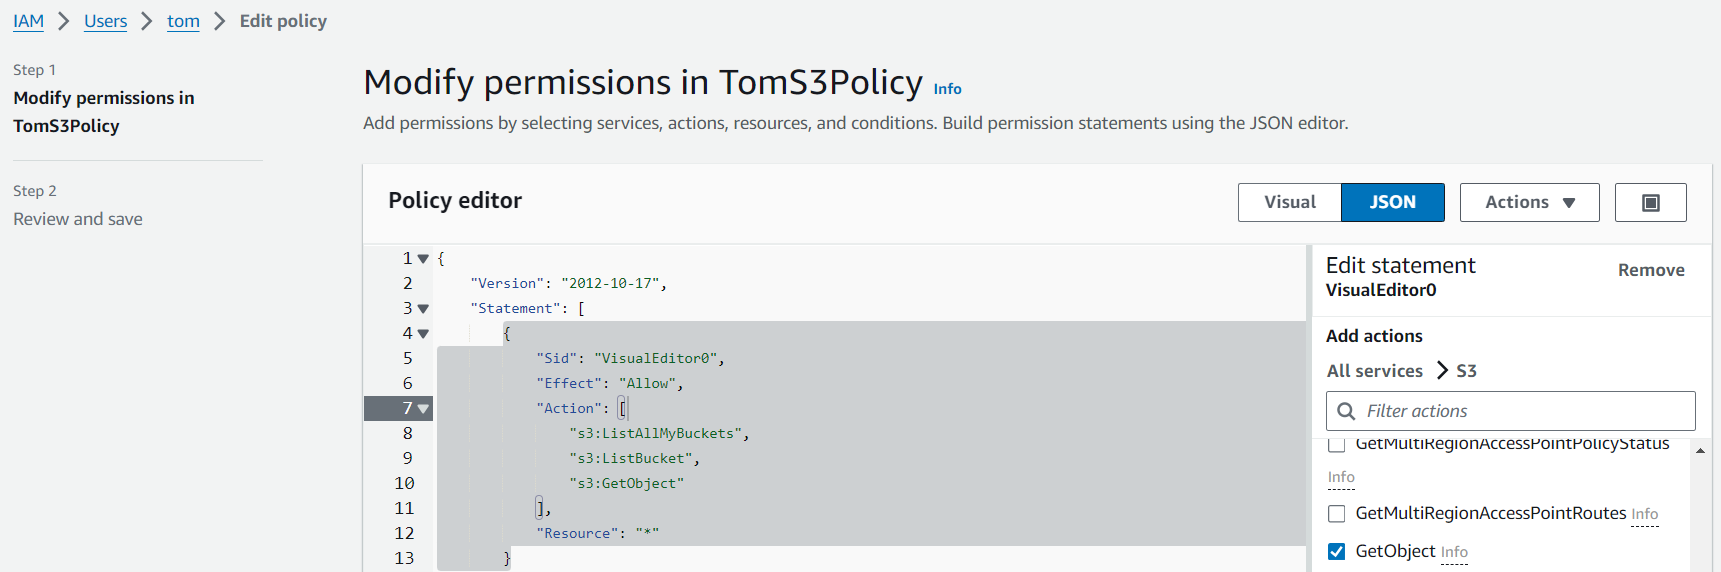 IAM > Users > tom > Edit policy
Step 1
Modify permissions in
TomS3Policy
Step 2
Review and save
Modify permissions in TomS3Policy Info
Add permissions by selecting services, actions, resources, and conditions. Build permission statements using the JSON editor.
Policy editor
Visual JSON Actions
1 {
2 "Version": "2012-10-17",
3 "Statement": [
4 {
5 "Sid": "VisualEditor0",
6 "Effect": "Allow",
7 "Action": [
8 "s3:ListAllMyBuckets",
9 "s3:ListBucket",
10 "s3:GetObject"
11 ],
12 "Resource": "*"
13 }
Edit statement Remove
VisualEditor0
Add actions
All services > S3
Filter actions
GetMultiRegionAccessPointPolicyStatus
Info
GetMultiRegionAccessPointRoutes Info
GetObject Info